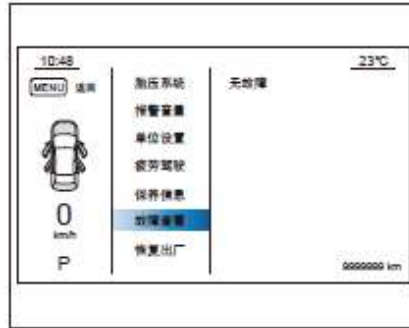 10:48
23℃
MENU 返回
胎压系统
无故障
报警音量
单位设置
疲劳驾驶
保养信息
故障查看
恢复出厂
0
km/h
P
9999999 km